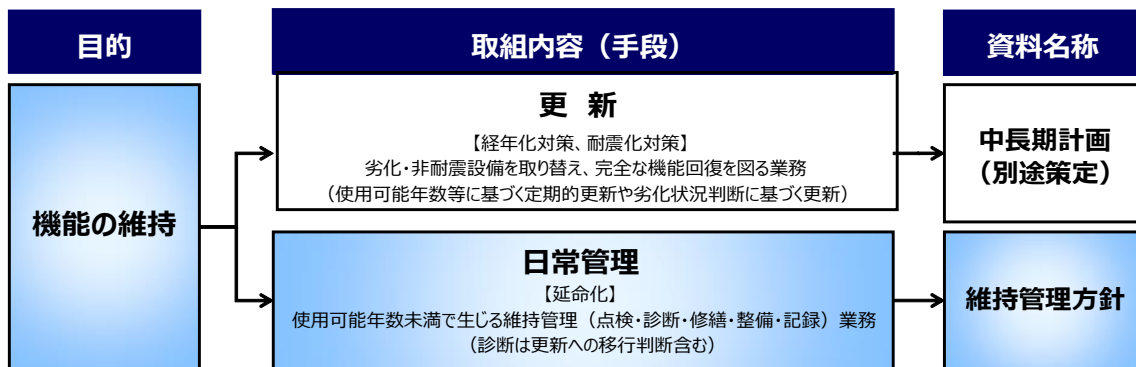 目的
取組内容（手段）
資料名称
機能の維持
更 新
【経年化対策、耐震化対策】
劣化・非耐震設備を取り替え、完全な機能回復を図る業務
（使用可能年数等に基づく定期的更新や劣化状況判断に基づく更新）
中長期計画
（別途策定）
日常管理
【延命化】
使用可能年数未満で生じる維持管理（点検・診断・修繕・整備・記録）業務
（診断は更新への移行判断含む）
維持管理方針